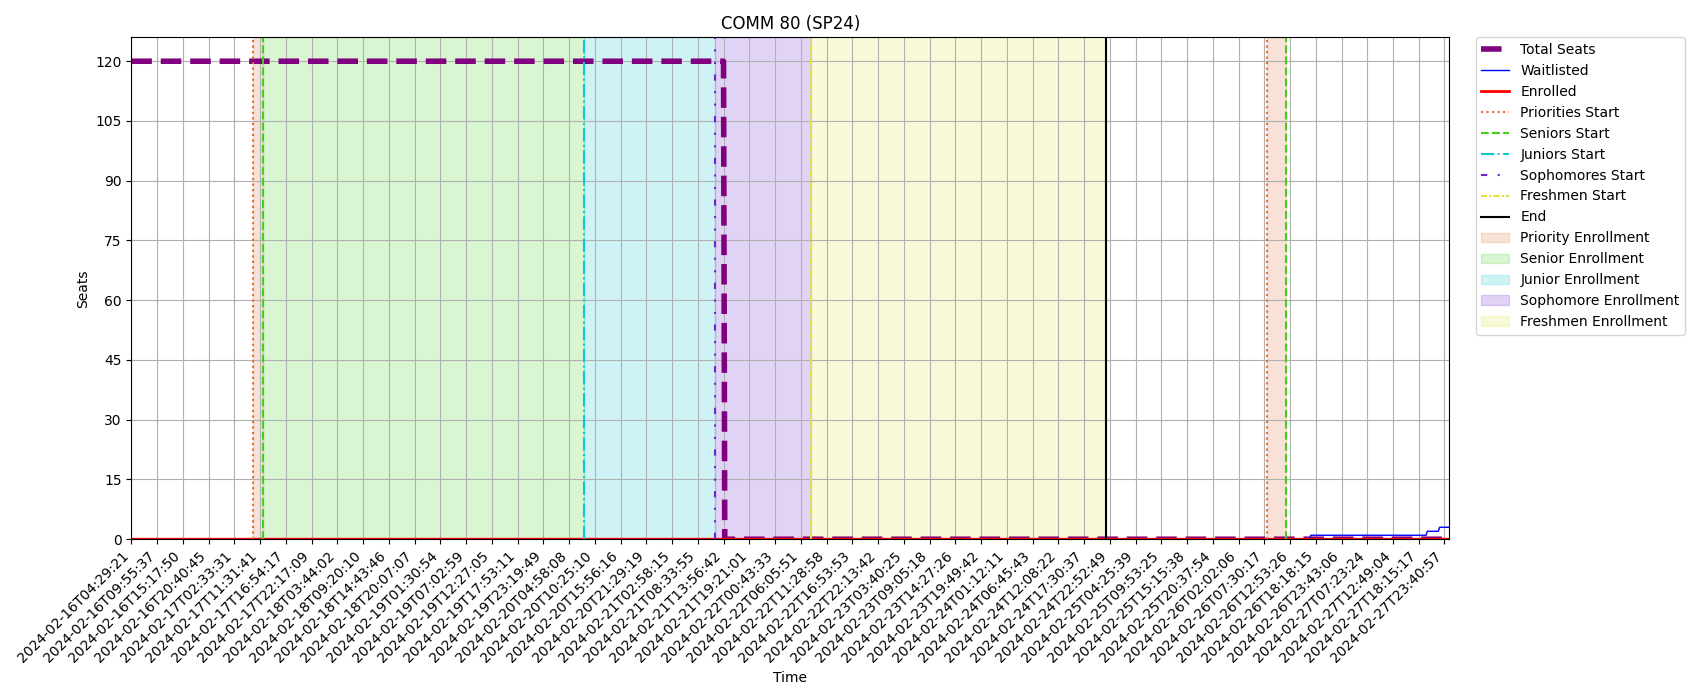 COMM 80 (SP24)
Total Seats
Waitlisted
Enrolled
Priorities Start
Seniors Start
Juniors Start
Sophomores Start
Freshmen Start
End
Priority Enrollment
Senior Enrollment
Junior Enrollment
Sophomore Enrollment
Freshmen Enrollment
Seats
120
105
90
75
60
45
30
15
0
2024-02-16T04:29:21
2024-02-16T09:55:37
2024-02-16T15:17:50
2024-02-16T20:40:45
2024-02-17T02:33:31
2024-02-17T11:31:41
2024-02-17T16:54:17
2024-02-17T22:17:09
2024-02-18T03:44:02
2024-02-18T09:20:10
2024-02-18T14:43:46
2024-02-18T20:07:07
2024-02-19T01:30:54
2024-02-19T07:02:59
2024-02-19T12:27:05
2024-02-19T17:53:11
2024-02-19T23:19:49
2024-02-20T04:58:08
2024-02-20T10:25:10
2024-02-20T15:56:16
2024-02-20T21:29:19
2024-02-21T02:58:15
2024-02-21T08:33:55
2024-02-21T13:56:42
2024-02-21T19:21:01
2024-02-22T00:43:33
2024-02-22T06:05:51
2024-02-22T11:28:58
2024-02-22T16:53:53
2024-02-22T22:13:42
2024-02-23T03:40:25
2024-02-23T09:05:18
2024-02-23T14:27:26
2024-02-23T19:49:42
2024-02-24T01:12:11
2024-02-24T06:45:43
2024-02-24T12:08:22
2024-02-24T17:30:37
2024-02-24T22:52:49
2024-02-25T04:25:39
2024-02-25T09:53:25
2024-02-25T15:15:38
2024-02-25T20:37:54
2024-02-26T02:02:06
2024-02-26T07:30:17
2024-02-26T12:53:26
2024-02-26T18:18:15
2024-02-26T23:43:06
2024-02-27T07:23:24
2024-02-27T12:49:04
2024-02-27T18:15:17
2024-02-27T23:40:57
Time